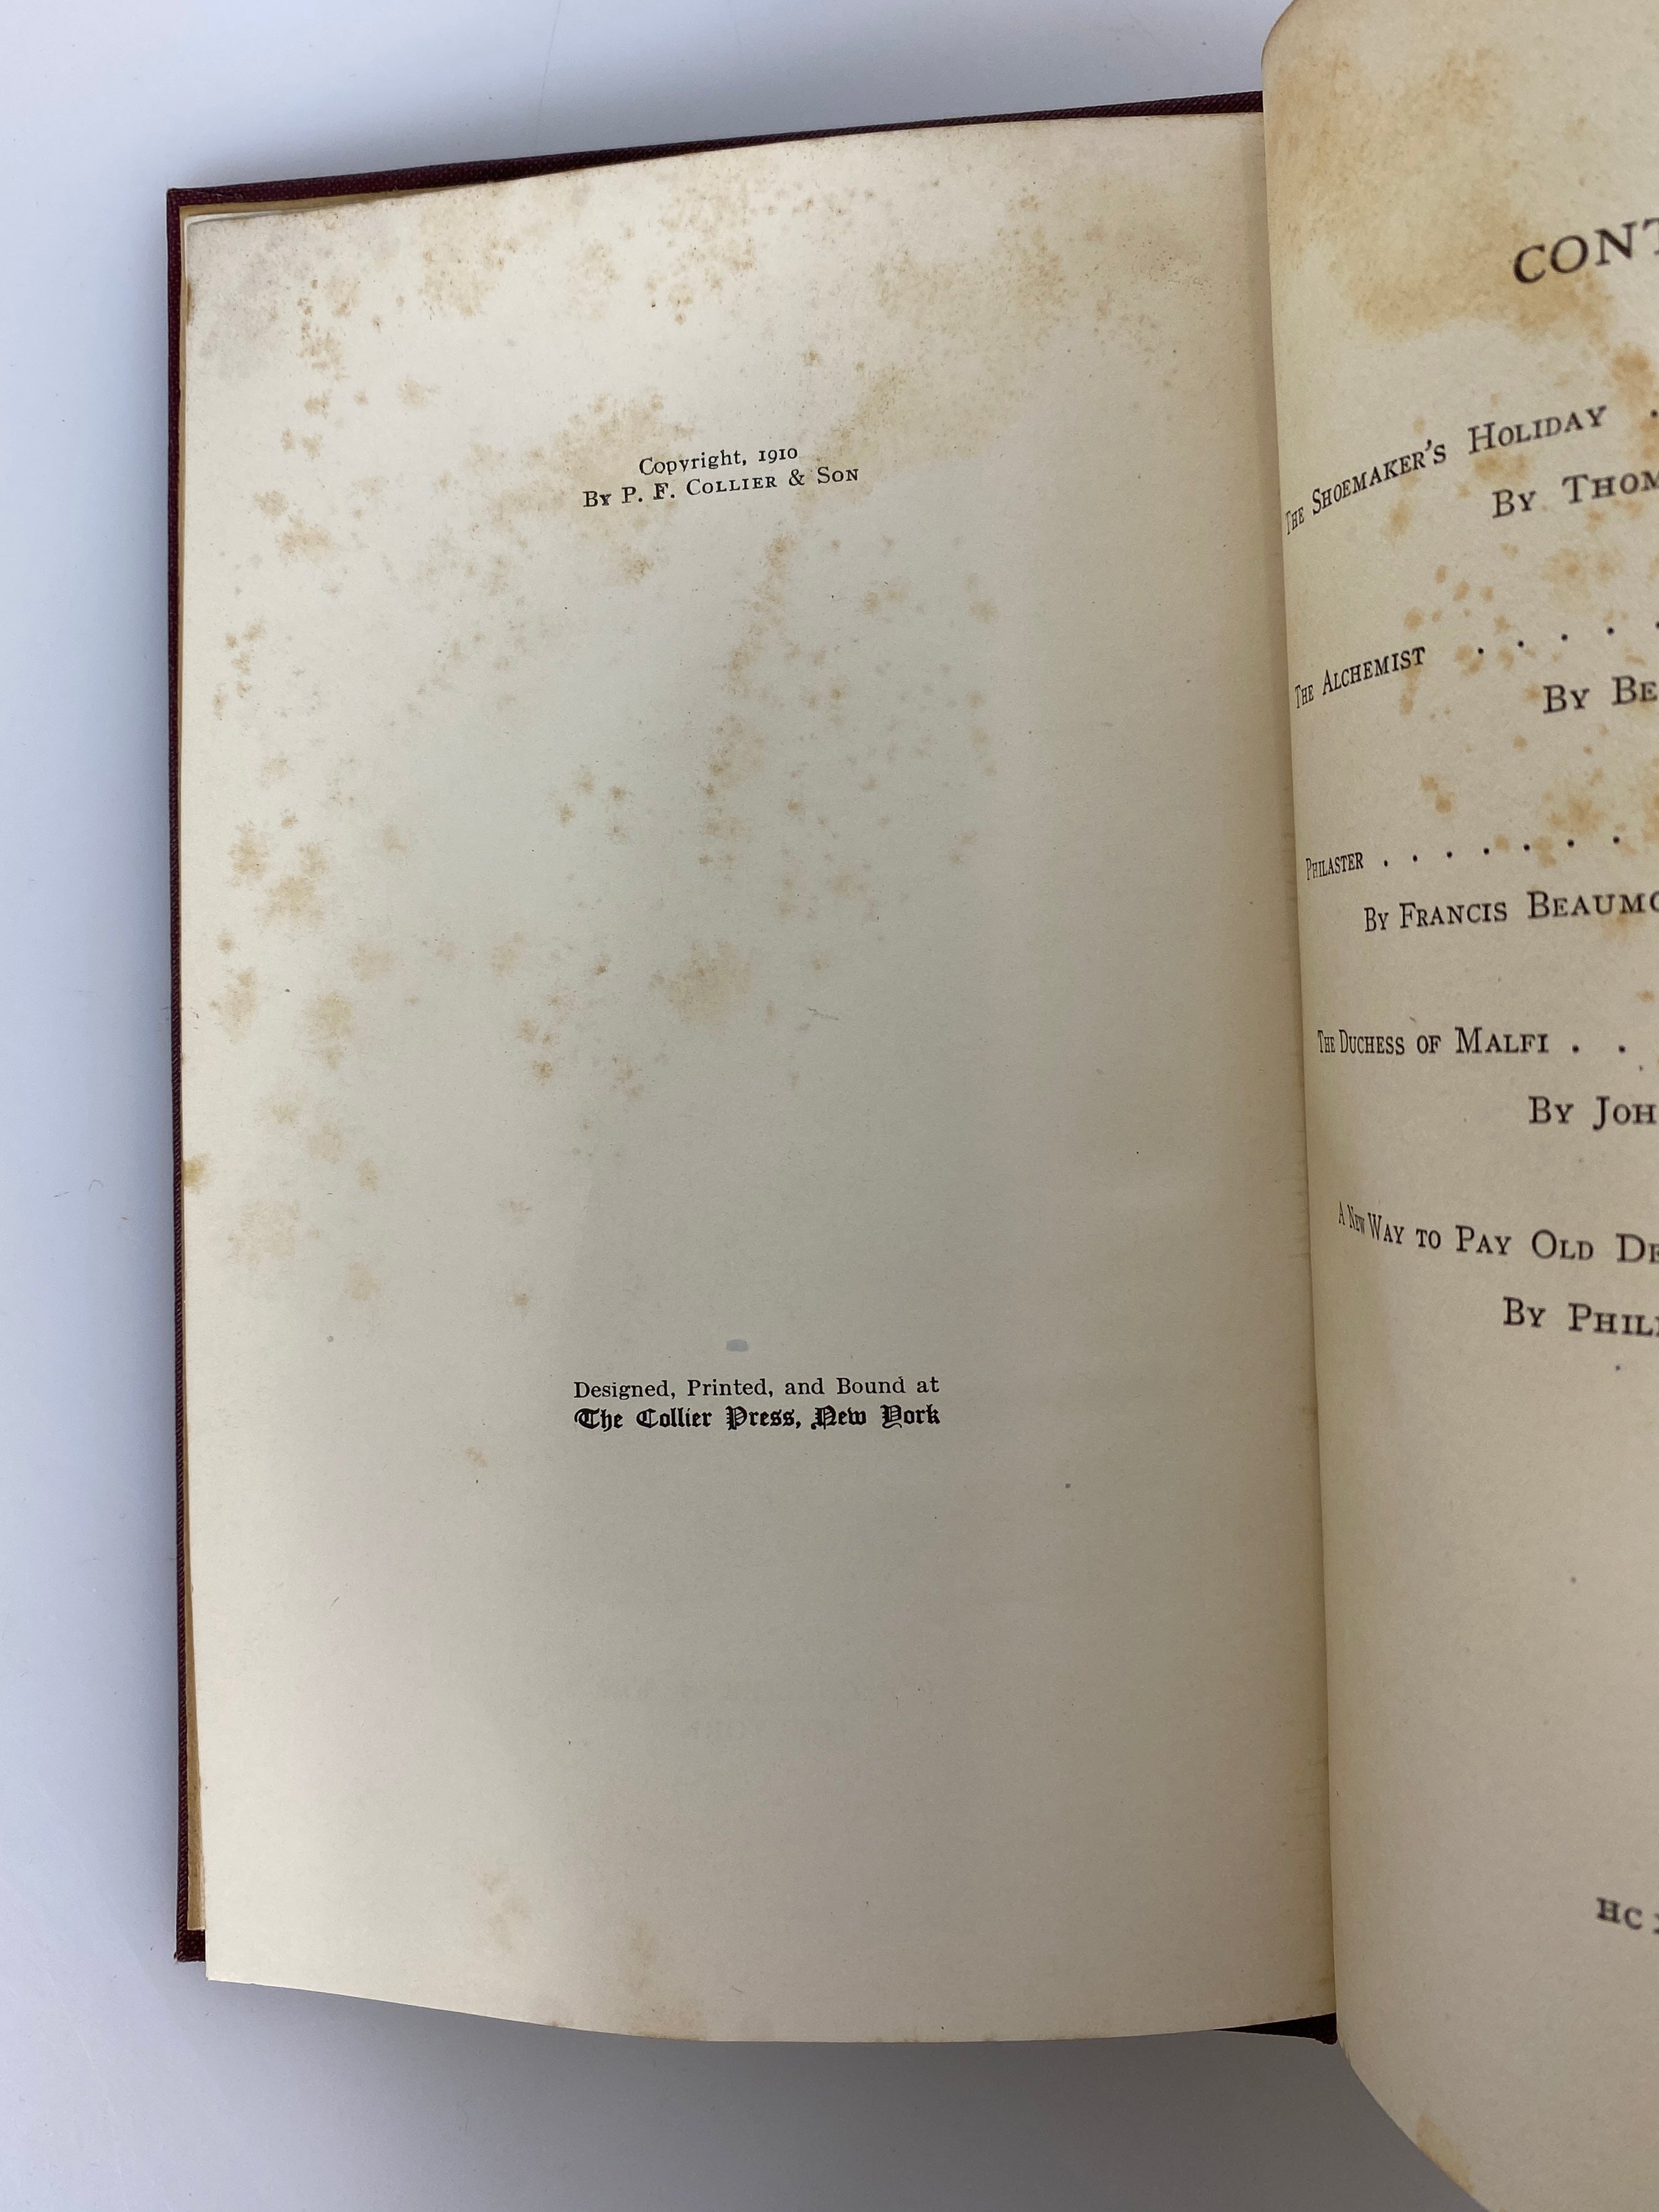 Copyright, 1910
By P. F. Collier & Son
Designed, Printed, and Bound at
The Collier Press, New York
CONT
The Shoemaker's Holiday .
By Thom
The Alchemist . . . . .
By Be
Philaster . . . . . . .
By Francis Beaumo
The Duchess of Malfi . .
By Joh
A New Way to Pay Old De
By Phili
HC